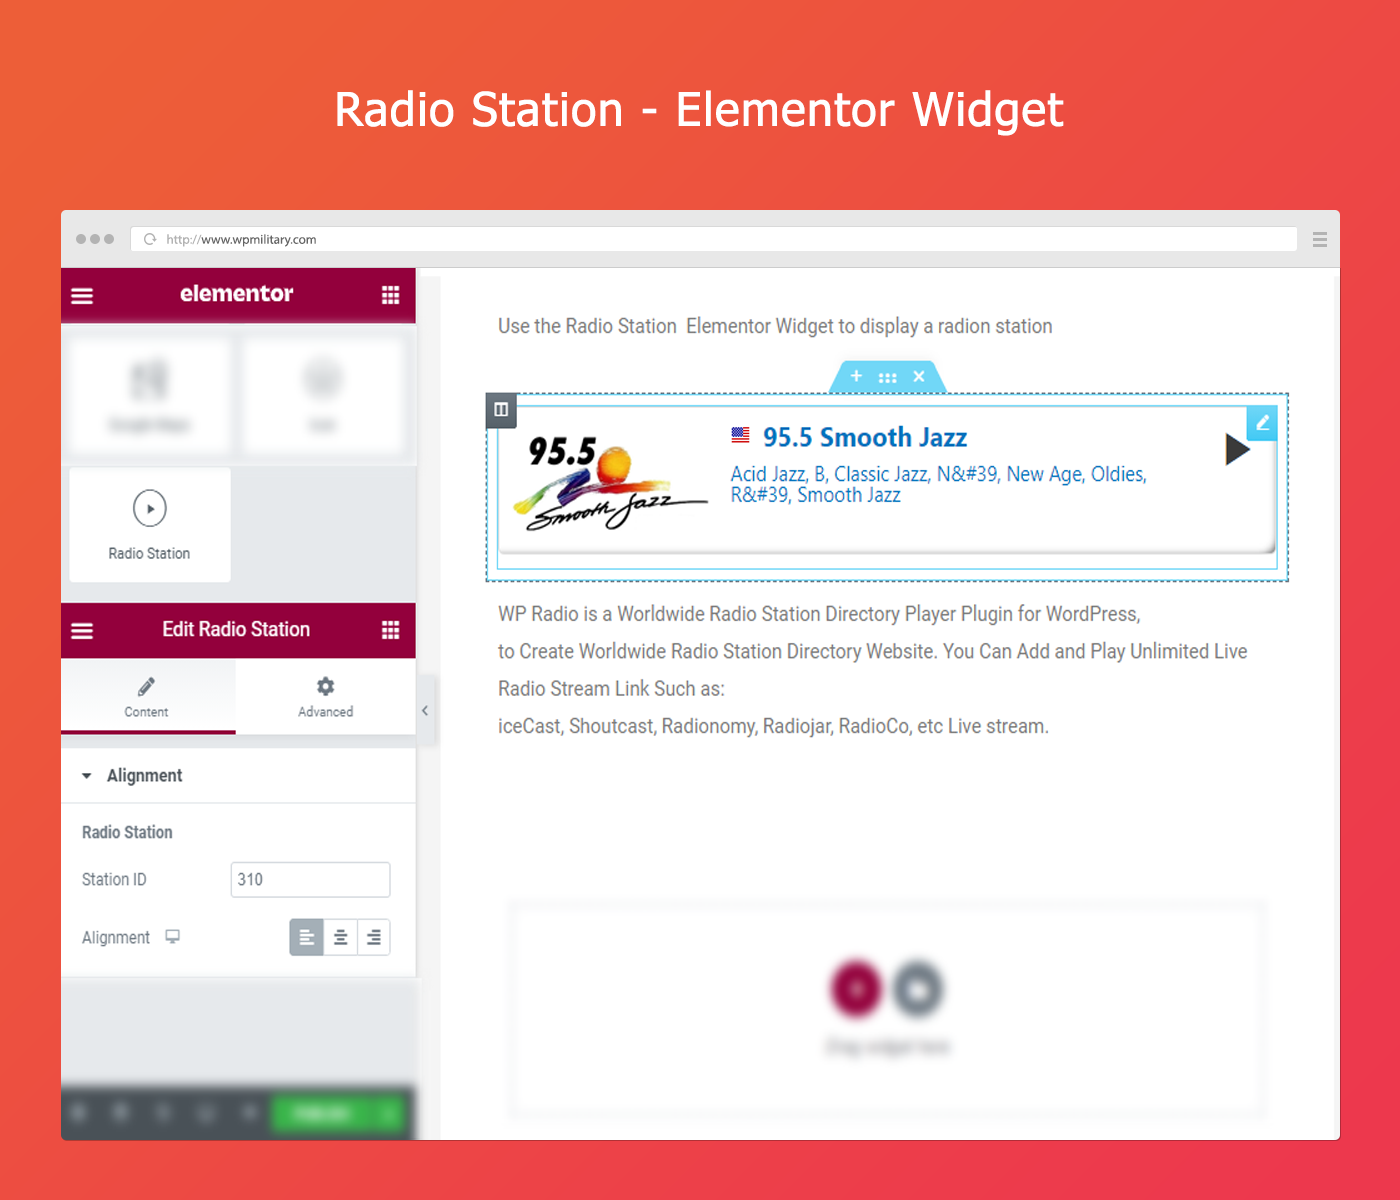 Radio Station - Elementor Widget
http://www.wpmilitary.com
elementor
Radio Station
Edit Radio Station
Content
Advanced
Alignment
Radio Station
Station ID
310
Alignment
Use the Radio Station Elementor Widget to display a radion station
95.5
Smooth Jazz
95.5 Smooth Jazz
Acid Jazz, B, Classic Jazz, N&#39, New Age, Oldies,
R&#39, Smooth Jazz
WP Radio is a Worldwide Radio Station Directory Player Plugin for WordPress,
to Create Worldwide Radio Station Directory Website. You Can Add and Play Unlimited Live
Radio Stream Link Such as:
iceCast, Shoutcast, Radionomy, Radiojar, RadioCo, etc Live stream.